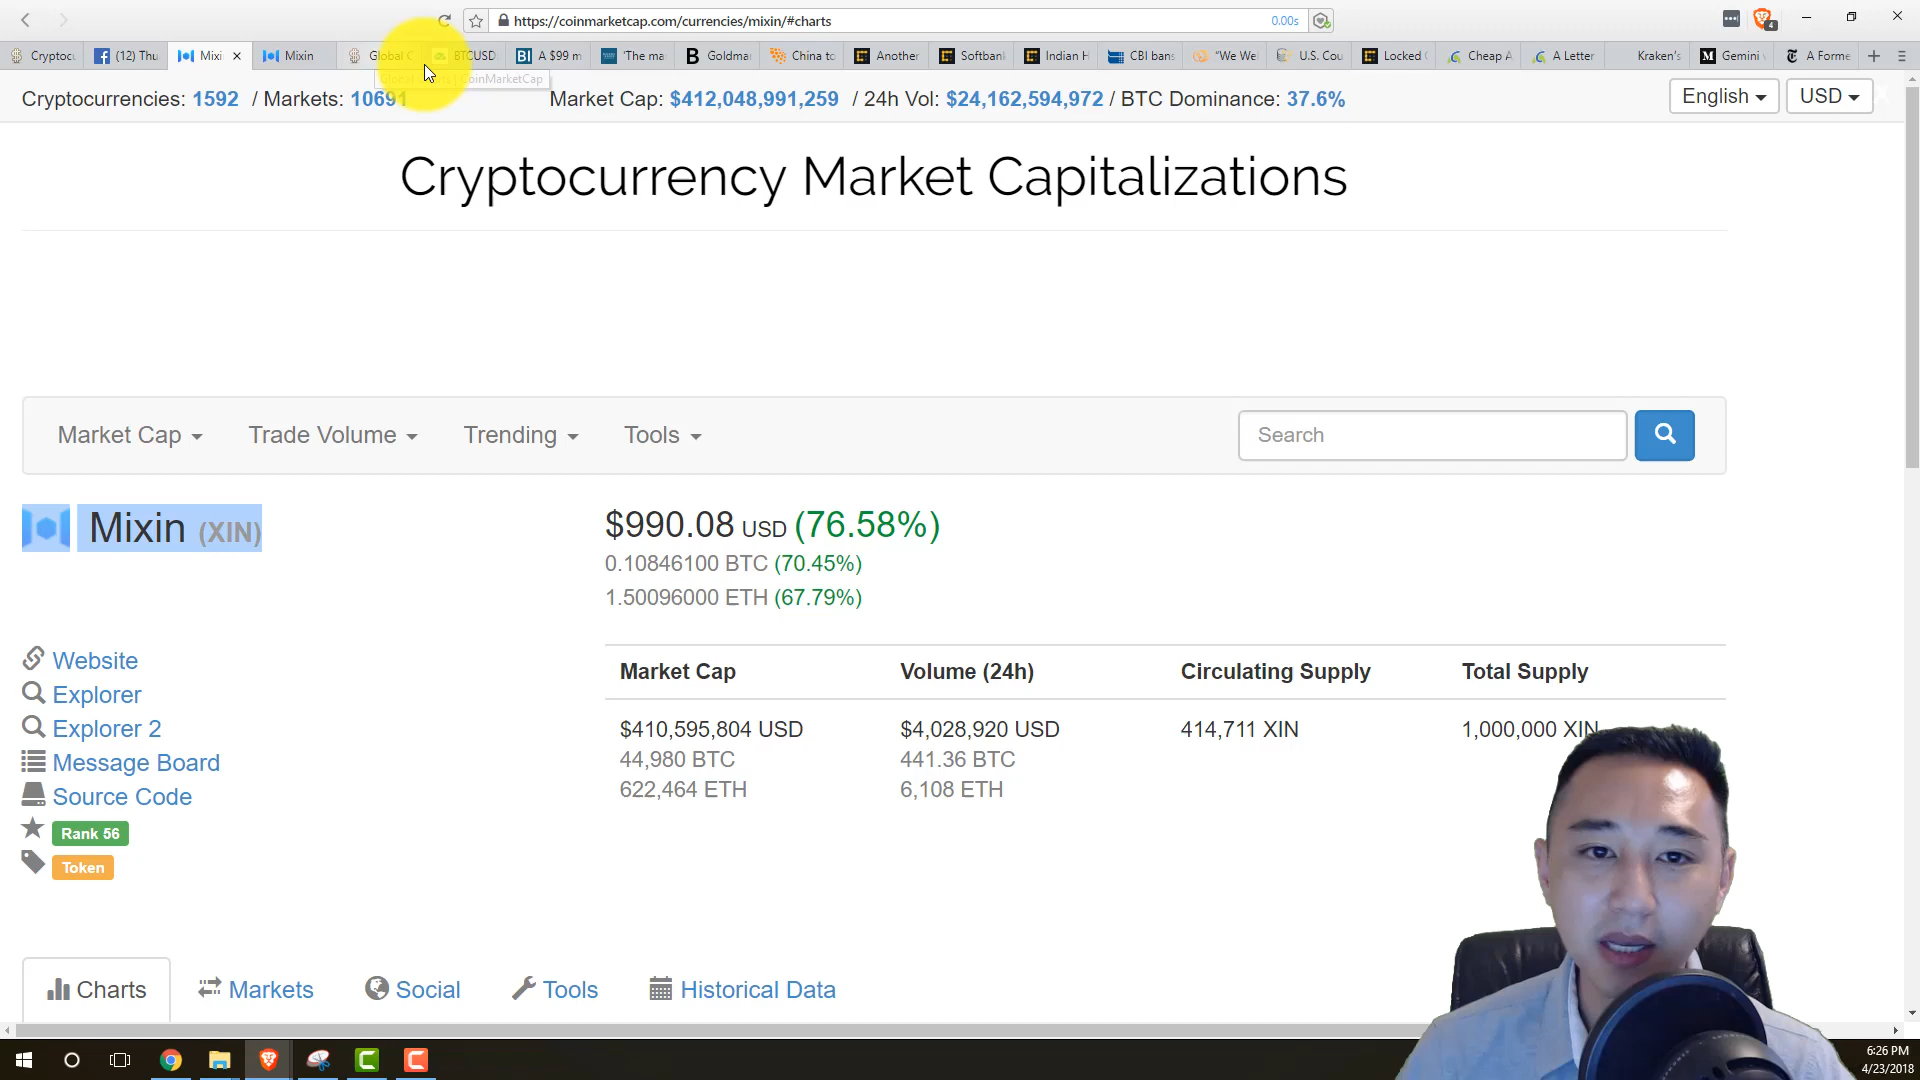 https://coinmarketcap.com/currencies/mixin/#charts
0.00s
4
Cryptocu
(12) Thu
Mixi
Mixin
Global C
BTCUSD
A $99 m
'The ma
Goldma
China to
Another
Softban
Indian H
CBI bans
"We We
U.S. Cou
Locked
Cheap A
A Letter
Kraken's
Gemini
A Forme
CoinMarketCap
Cryptocurrencies: 1592 / Markets: 10691
Market Cap: $412,048,991,259 / 24h Vol: $24,162,594,972 / BTC Dominance: 37.6%
English
USD
Cryptocurrency Market Capitalizations
Market Cap
Trade Volume
Trending
Tools
Search
Mixin (XIN)
$990.08 USD (76.58%)
0.10846100 BTC (70.45%)
1.50096000 ETH (67.79%)
Website
Explorer
Explorer 2
Message Board
Source Code
Rank 56
Token
Market Cap Volume (24h) Circulating Supply Total Supply
$410,595,804 USD $4,028,920 USD 414,711 XIN 1,000,000 XIN
44,980 BTC 441.36 BTC
622,464 ETH 6,108 ETH
Charts
Markets
Social
Tools
Historical Data
6:26 PM
4/23/2018